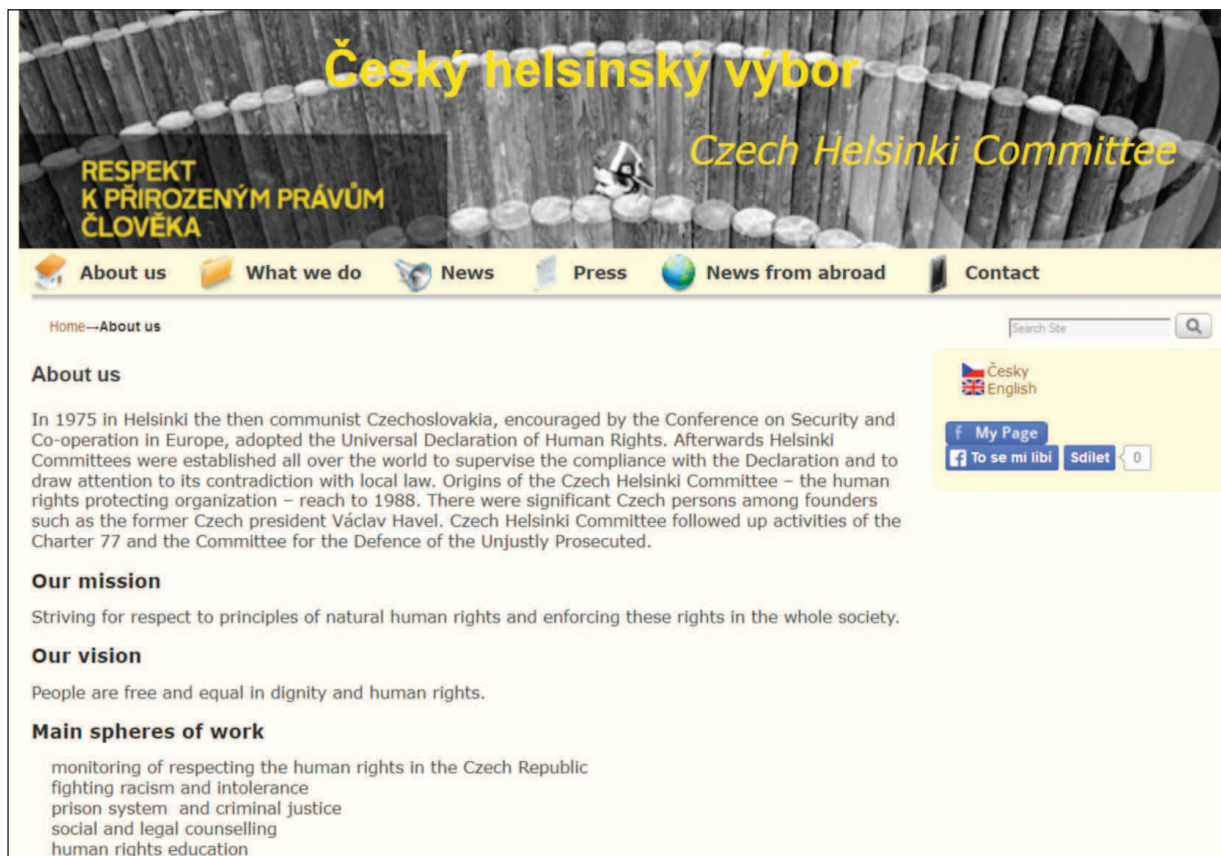 Český helsinský výbor
Czech Helsinki Committee
RESPEKT
K PŘIROZENÝM PRÁVŮM
ČLOVĚKA
About us
What we do
News
Press
News from abroad
Contact
Home→About us
Search Site
About us
In 1975 in Helsinki the then communist Czechoslovakia, encouraged by the Conference on Security and
Co-operation in Europe, adopted the Universal Declaration of Human Rights. Afterwards Helsinki
Committees were established all over the world to supervise the compliance with the Declaration and to
draw attention to its contradiction with local law. Origins of the Czech Helsinki Committee – the human
rights protecting organization – reach to 1988. There were significant Czech persons among founders
such as the former Czech president Václav Havel. Czech Helsinki Committee followed up activities of the
Charter 77 and the Committee for the Defence of the Unjustly Prosecuted.
Our mission
Striving for respect to principles of natural human rights and enforcing these rights in the whole society.
Our vision
People are free and equal in dignity and human rights.
Main spheres of work
monitoring of respecting the human rights in the Czech Republic
fighting racism and intolerance
prison system and criminal justice
social and legal counselling
human rights education
Česky
English
f My Page
f To se mi líbí Sdílet 0